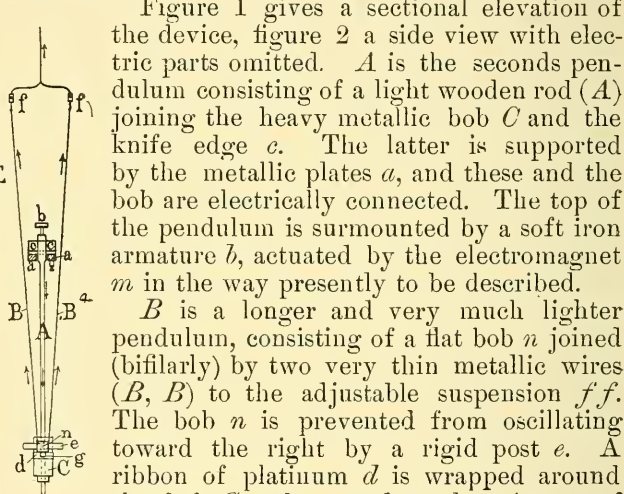 Figure 1 gives a sectional elevation of
the device, figure 2 a side view with elec-
tric parts omitted. A is the seconds pen-
dulum consisting of a light wooden rod (A)
joining the heavy metallic bob C and the
knife edge c. The latter is supported
by the metallic plates a, and these and the
bob are electrically connected. The top of
the pendulum is surmounted by a soft iron
armature b, actuated by the electromagnet
m in the way presently to be described.
B is a longer and very much lighter
pendulum, consisting of a flat bob n joined
(bifilarly) by two very thin metallic wires
(B, B) to the adjustable suspension ff.
The bob n is prevented from oscillating
toward the right by a rigid post e. A
ribbon of platinum d is wrapped around
f f
b
a
d
B B
A
n
e
g
d C